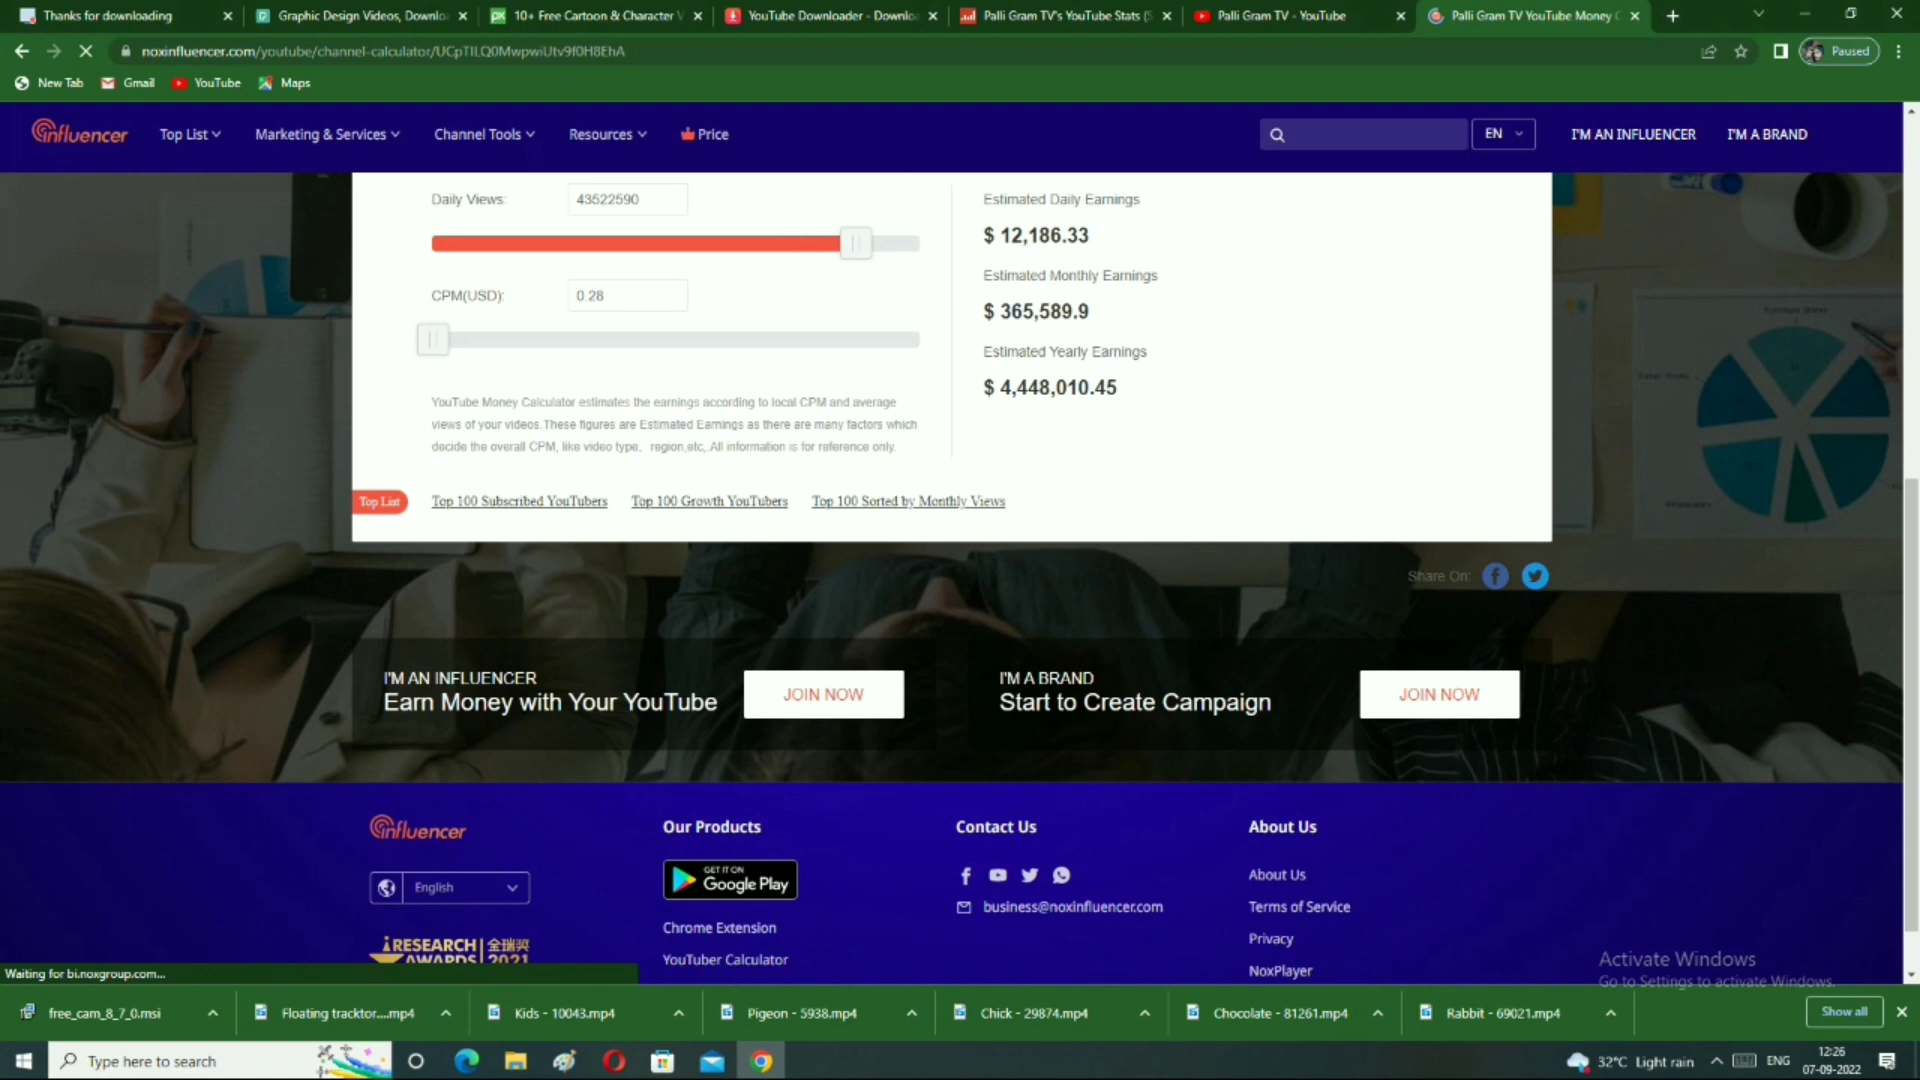 Thanks for downloading
Graphic Design Videos, Downlo
10+ Free Cartoon & Character V
YouTube Downloader - Downlo
Palli Gram TV's YouTube Stats (S
Palli Gram TV - YouTube
Palli Gram TV YouTube Money C
noxinfluencer.com/youtube/channel-calculator/UCpTILQ0MwpwiUtv9f0H8EhA
Paused
New Tab
Gmail
YouTube
Maps
influencer
Top List
Marketing & Services
Channel Tools
Resources
Price
EN
I'M AN INFLUENCER
I'M A BRAND
Daily Views:
43522590
CPM(USD):
0.28
Estimated Daily Earnings
$ 12,186.33
Estimated Monthly Earnings
$ 365,589.9
Estimated Yearly Earnings
$ 4,448,010.45
YouTube Money Calculator estimates the earnings according to local CPM and average
views of your videos.These figures are Estimated Earnings as there are many factors which
decide the overall CPM, like video type、region,etc,.All information is for reference only.
Top List
Top 100 Subscribed YouTubers
Top 100 Growth YouTubers
Top 100 Sorted by Monthly Views
Share On:
I'M AN INFLUENCER
Earn Money with Your YouTube
JOIN NOW
I'M A BRAND
Start to Create Campaign
JOIN NOW
influencer
English
iRESEARCH 金瑞奖
AWARDS 2021
Our Products
GET IT ON
Google Play
Chrome Extension
YouTuber Calculator
Contact Us
business@noxinfluencer.com
About Us
About Us
Terms of Service
Privacy
NoxPlayer
Activate Windows
Go to Settings to activate Windows.
Waiting for bi.noxgroup.com...
free_cam_8_7_0.msi
Floating tracktor....mp4
Kids - 10043.mp4
Pigeon - 5938.mp4
Chick - 29874.mp4
Chocolate - 81261.mp4
Rabbit - 69021.mp4
Show all
Type here to search
32°C Light rain
ENG
12:26
07-09-2022